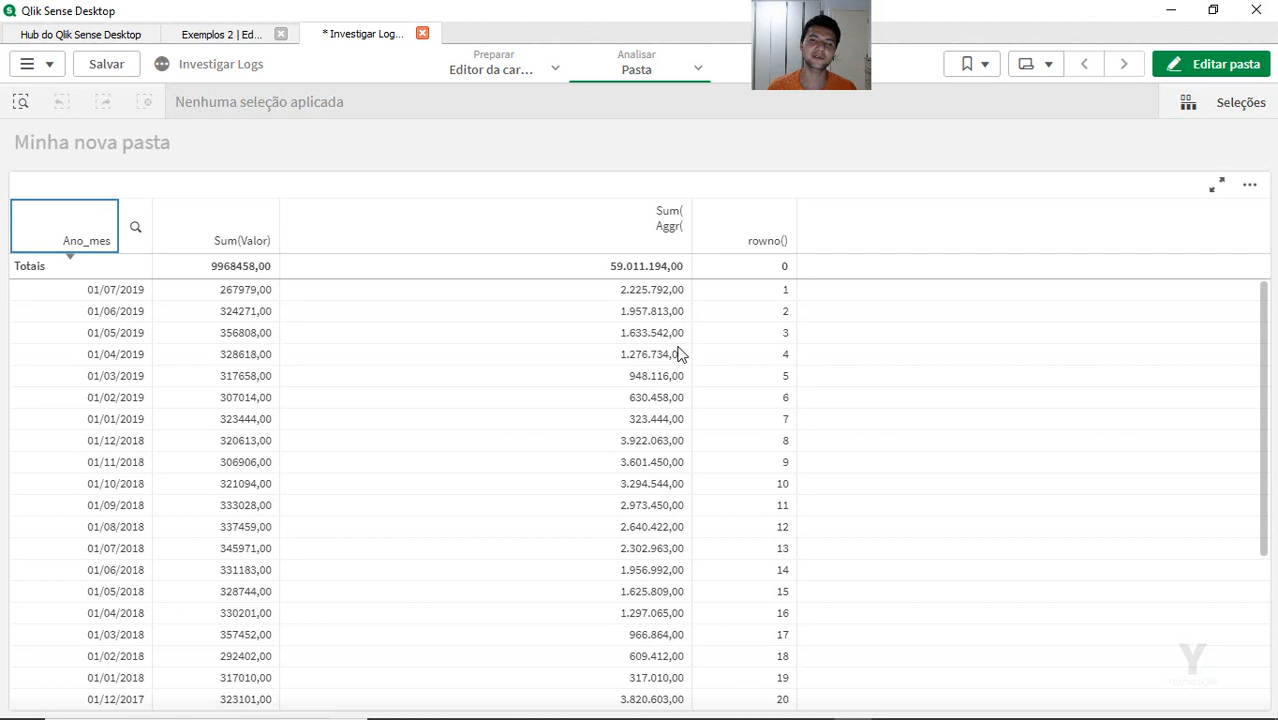 Qlik Sense Desktop
Hub do Qlik Sense Desktop
Exemplos 2 | Ed...
* Investigar Log...
Salvar
Investigar Logs
Preparar
Editor da car...
Analisar
Pasta
Editar pasta
Nenhuma seleção aplicada
Seleções
Minha nova pasta
Ano_mes
Sum(Valor)
Sum(
Aggr(
rowno()
Totais 9968458,00 59.011.194,00 0
01/07/2019 267979,00 2.225.792,00 1
01/06/2019 324271,00 1.957.813,00 2
01/05/2019 356808,00 1.633.542,00 3
01/04/2019 328618,00 1.276.734,00 4
01/03/2019 317658,00 948.116,00 5
01/02/2019 307014,00 630.458,00 6
01/01/2019 323444,00 323.444,00 7
01/12/2018 320613,00 3.922.063,00 8
01/11/2018 306906,00 3.601.450,00 9
01/10/2018 321094,00 3.294.544,00 10
01/09/2018 333028,00 2.973.450,00 11
01/08/2018 337459,00 2.640.422,00 12
01/07/2018 345971,00 2.302.963,00 13
01/06/2018 331183,00 1.956.992,00 14
01/05/2018 328744,00 1.625.809,00 15
01/04/2018 330201,00 1.297.065,00 16
01/03/2018 357452,00 966.864,00 17
01/02/2018 292402,00 609.412,00 18
01/01/2018 317010,00 317.010,00 19
01/12/2017 323101,00 3.820.603,00 20
Y